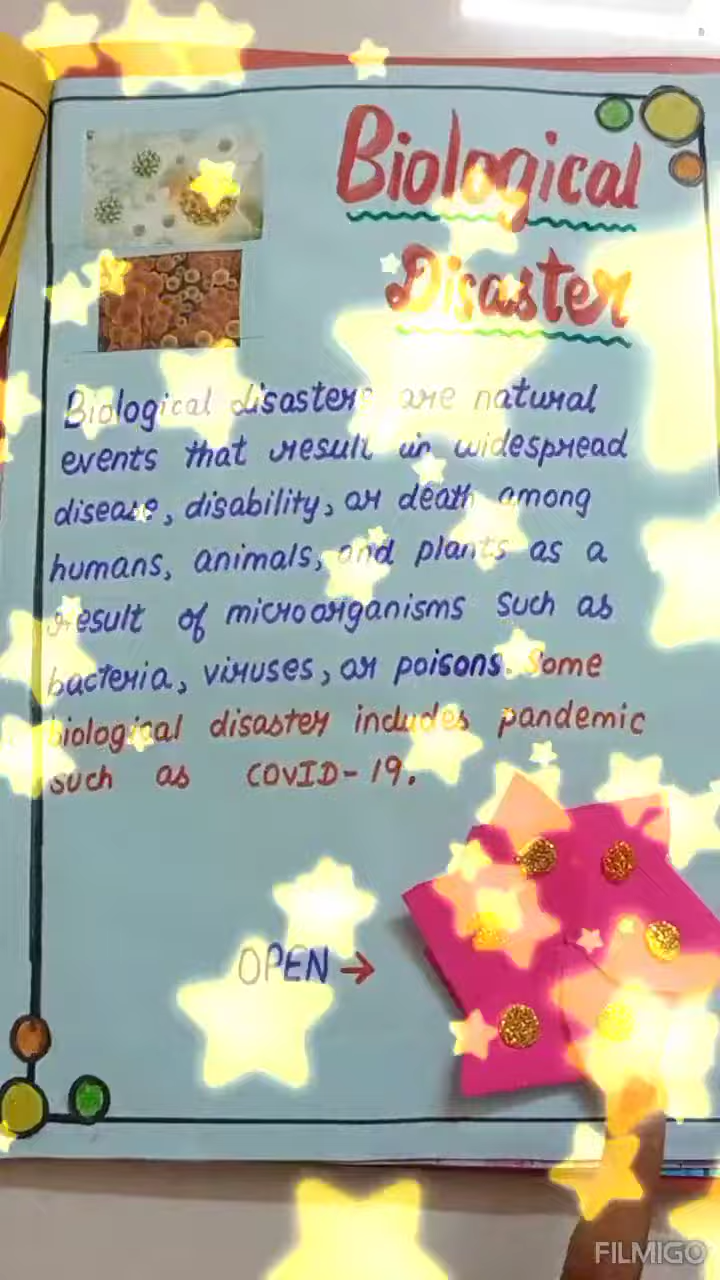 Biological
Disaster
Biological disasters are natural
events that result in widespread
disease, disability, or death among
humans, animals, and plants as a
result of microorganisms such as
bacteria, viruses, or poisons. Some
biological disaster includes pandemic
such as COVID-19.
OPEN →
FILMIGO